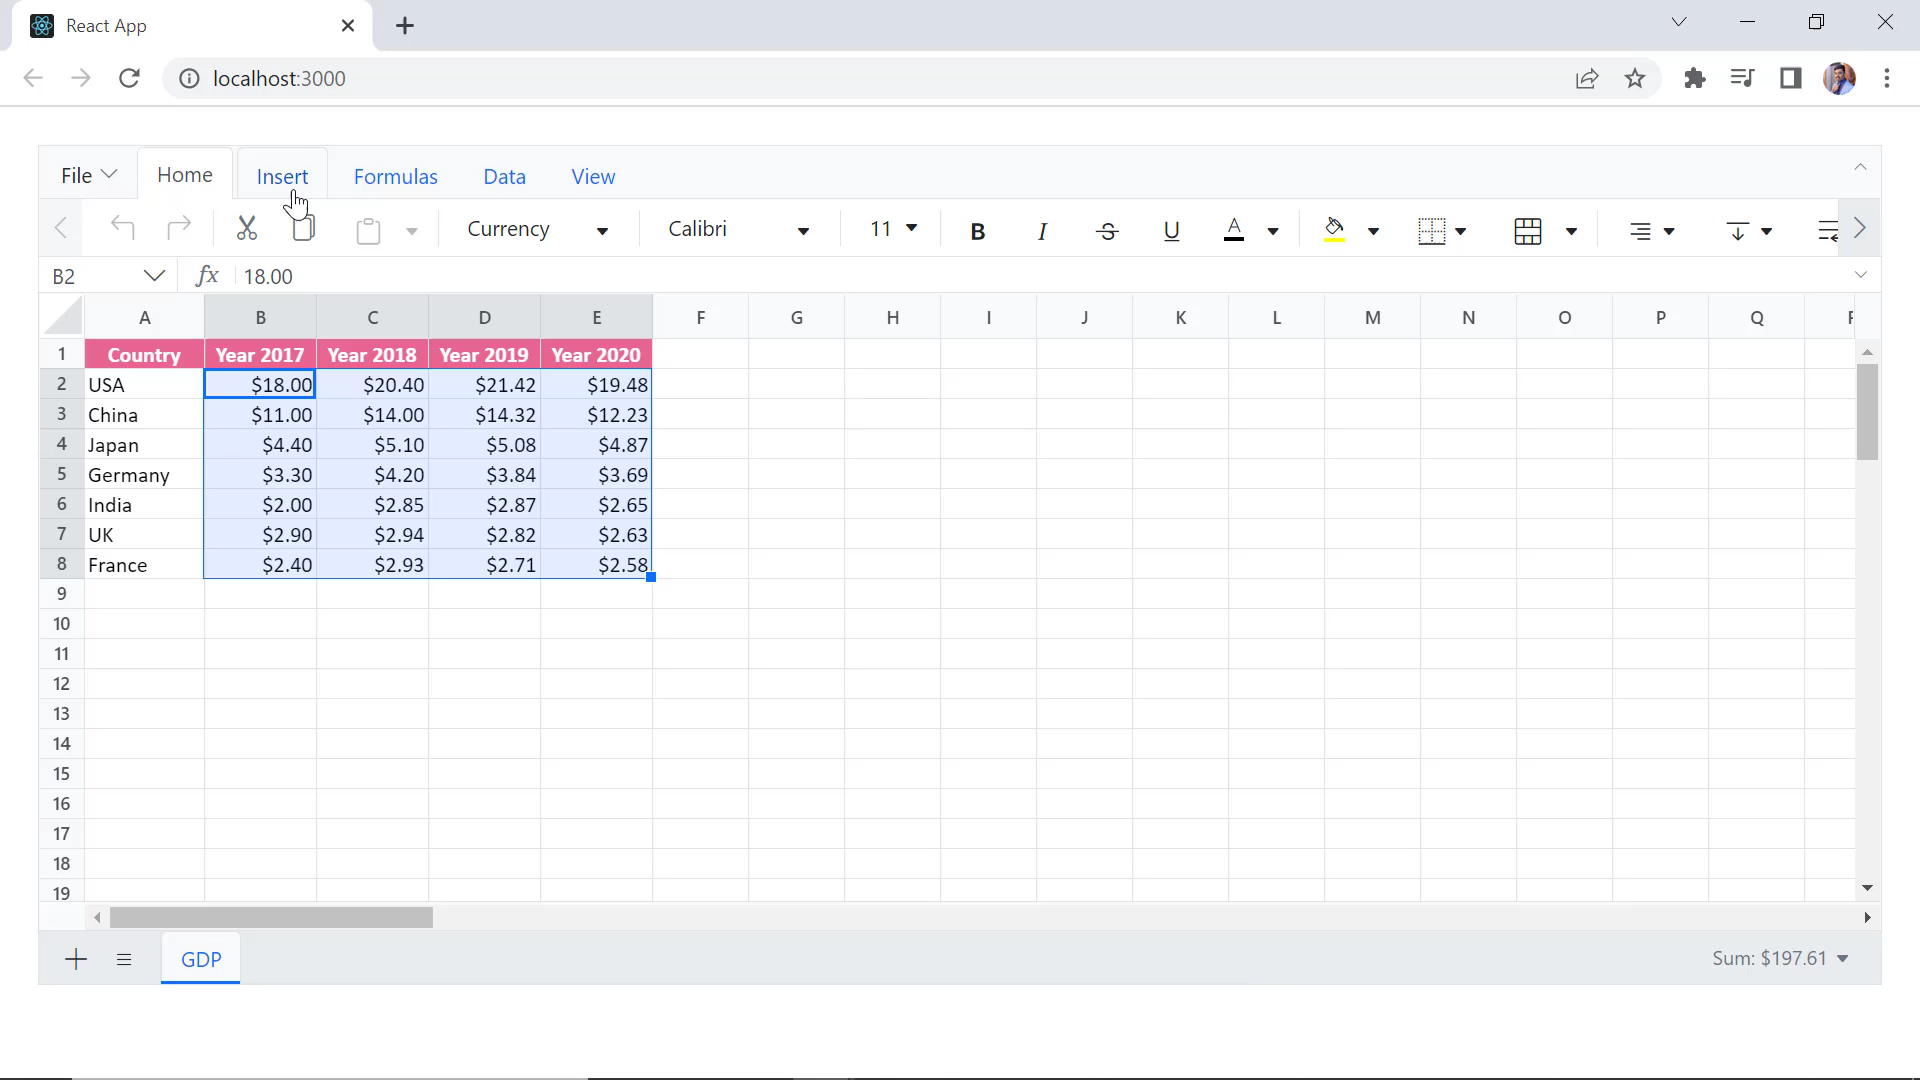 React App
localhost:3000
File Home Insert Formulas Data View
Currency Calibri 11 B I S U A
B2 fx 18.00
A B C D E F G H I J K L M N O P Q
1 Country Year 2017 Year 2018 Year 2019 Year 2020
2 USA $18.00 $20.40 $21.42 $19.48
3 China $11.00 $14.00 $14.32 $12.23
4 Japan $4.40 $5.10 $5.08 $4.87
5 Germany $3.30 $4.20 $3.84 $3.69
6 India $2.00 $2.85 $2.87 $2.65
7 UK $2.90 $2.94 $2.82 $2.63
8 France $2.40 $2.93 $2.71 $2.58
9
10
11
12
13
14
15
16
17
18
19
GDP Sum: $197.61